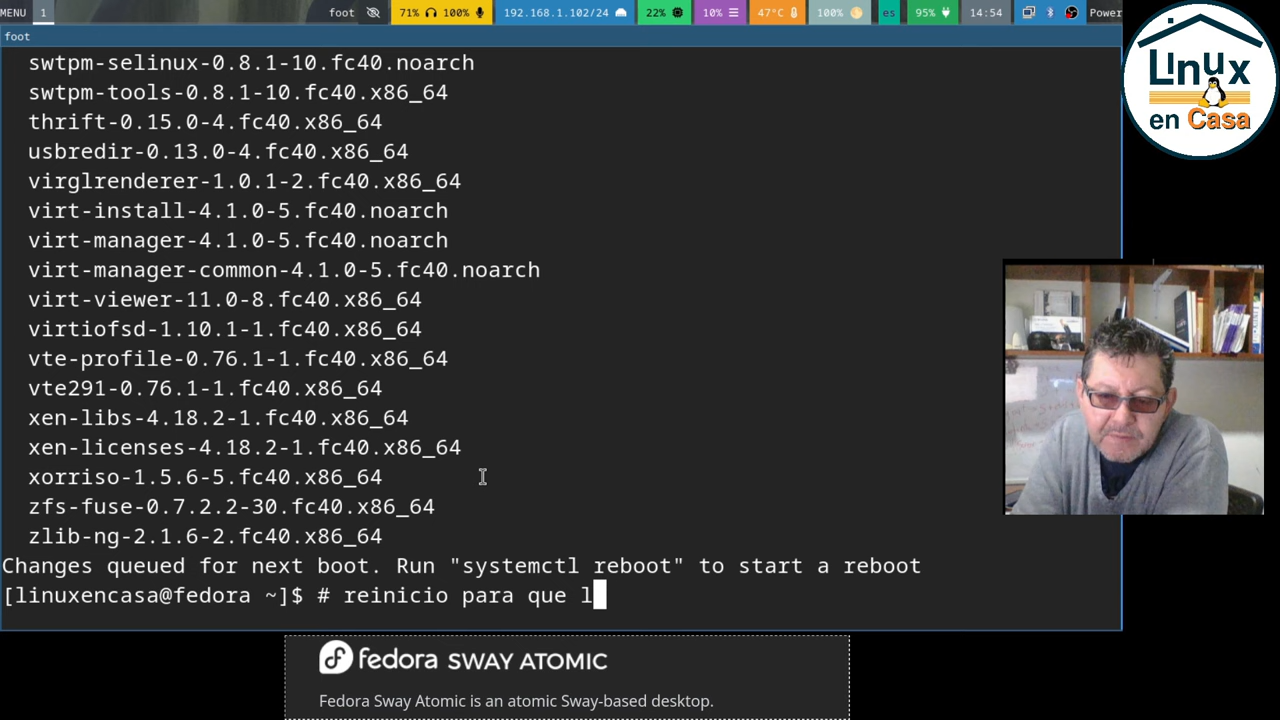 MENU 1 foot 71% 100% 192.168.1.102/24 22% 10% 47°C 100% es 95% 14:54 Power
foot
swtpm-selinux-0.8.1-10.fc40.noarch
swtpm-tools-0.8.1-10.fc40.x86_64
thrift-0.15.0-4.fc40.x86_64
usbredir-0.13.0-4.fc40.x86_64
virglrenderer-1.0.1-2.fc40.x86_64
virt-install-4.1.0-5.fc40.noarch
virt-manager-4.1.0-5.fc40.noarch
virt-manager-common-4.1.0-5.fc40.noarch
virt-viewer-11.0-8.fc40.x86_64
virtiofsd-1.10.1-1.fc40.x86_64
vte-profile-0.76.1-1.fc40.x86_64
vte291-0.76.1-1.fc40.x86_64
xen-libs-4.18.2-1.fc40.x86_64
xen-licenses-4.18.2-1.fc40.x86_64
xorriso-1.5.6-5.fc40.x86_64
zfs-fuse-0.7.2.2-30.fc40.x86_64
zlib-ng-2.1.6-2.fc40.x86_64
Changes queued for next boot. Run "systemctl reboot" to start a reboot
[linuxencasa@fedora ~]$ # reinicio para que l
Linux
en Casa
fedora SWAY ATOMIC
Fedora Sway Atomic is an atomic Sway-based desktop.